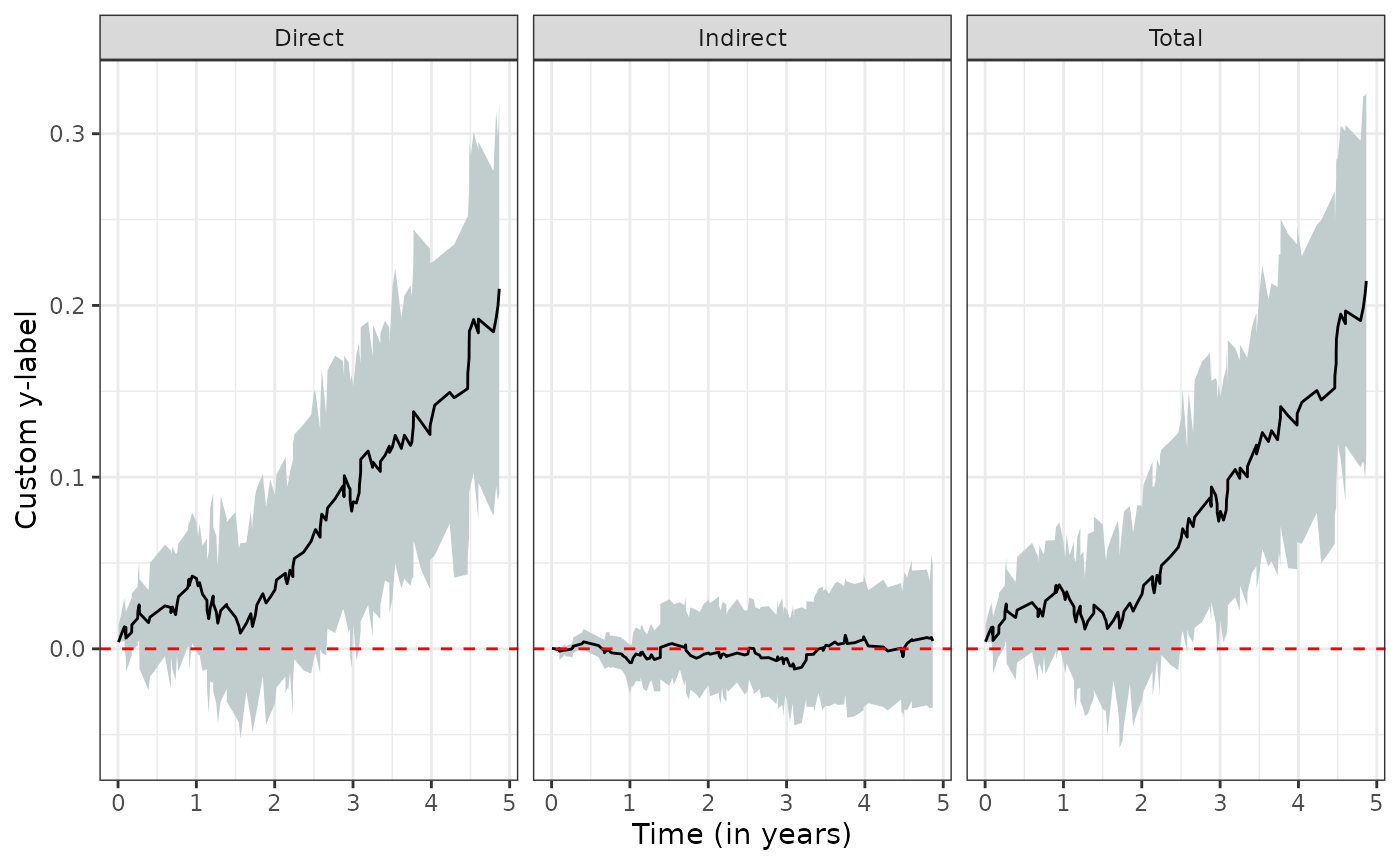 Direct Indirect Total
Custom y-label
0.3
0.2
0.1
0.0
0 1 2 3 4 5 0 1 2 3 4 5 0 1 2 3 4 5
Time (in years)